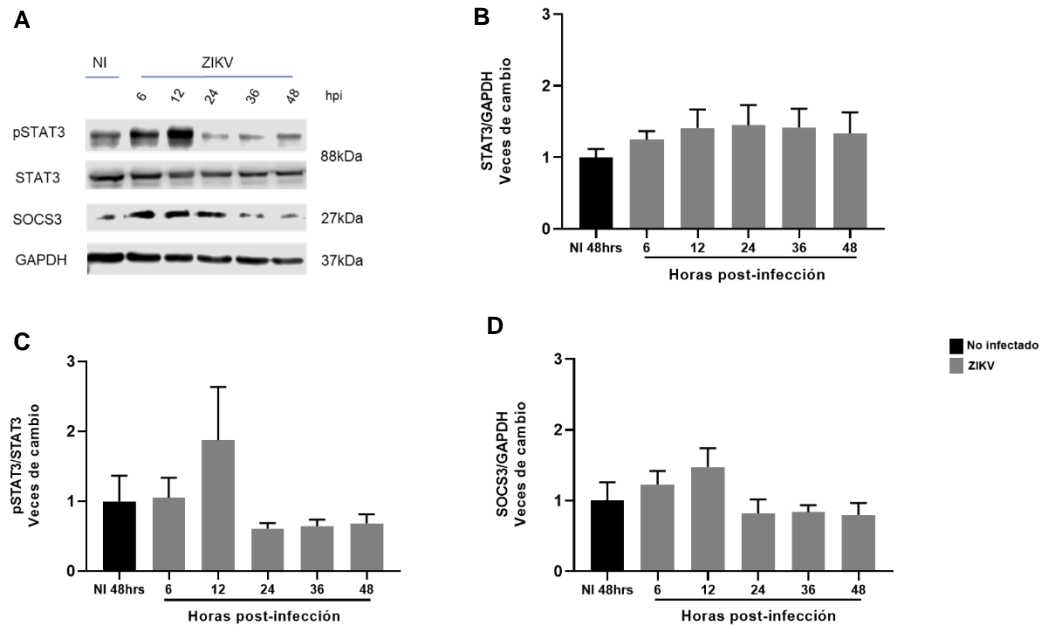 A
NI ZIKV
6 12 24 36 48 hpi
pSTAT3
88kDa
STAT3
SOCS3 27kDa
GAPDH 37kDa
B
STAT3/GAPDH
Veces de cambio
3
2
1
0
NI 48hrs 6 12 24 36 48
Horas post-infección
C
pSTAT3/STAT3
Veces de cambio
3
2
1
0
NI 48hrs 6 12 24 36 48
Horas post-infección
D
SOCS3/GAPDH
Veces de cambio
3
2
1
0
NI 48hrs 6 12 24 36 48
Horas post-infección
No infectado
ZIKV